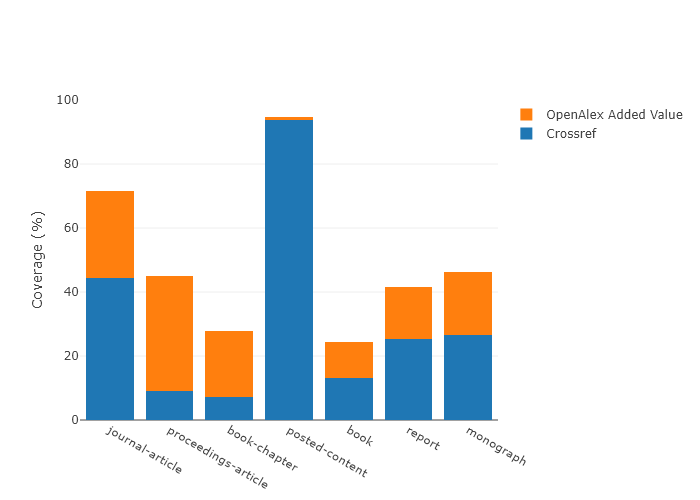 100
80
60
40
20
0
Coverage (%)
journal-article
proceedings-article
book-chapter
posted-content
book
report
monograph
OpenAlex Added Value
Crossref